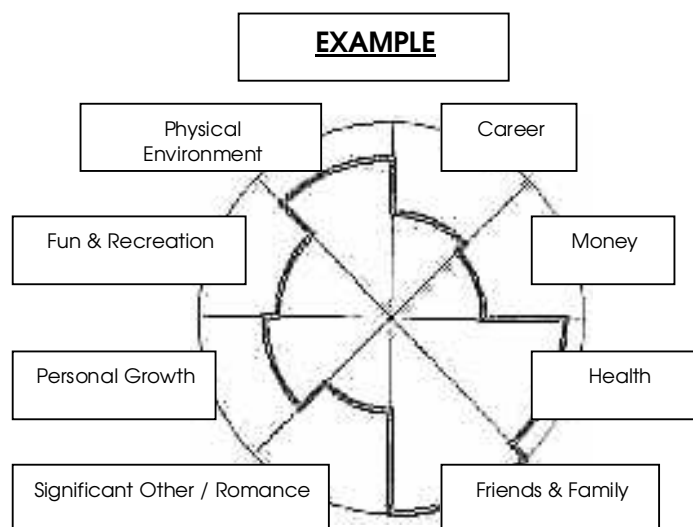 EXAMPLE
Physical
Environment
Career
Fun & Recreation
Money
Personal Growth
Health
Significant Other / Romance
Friends & Family